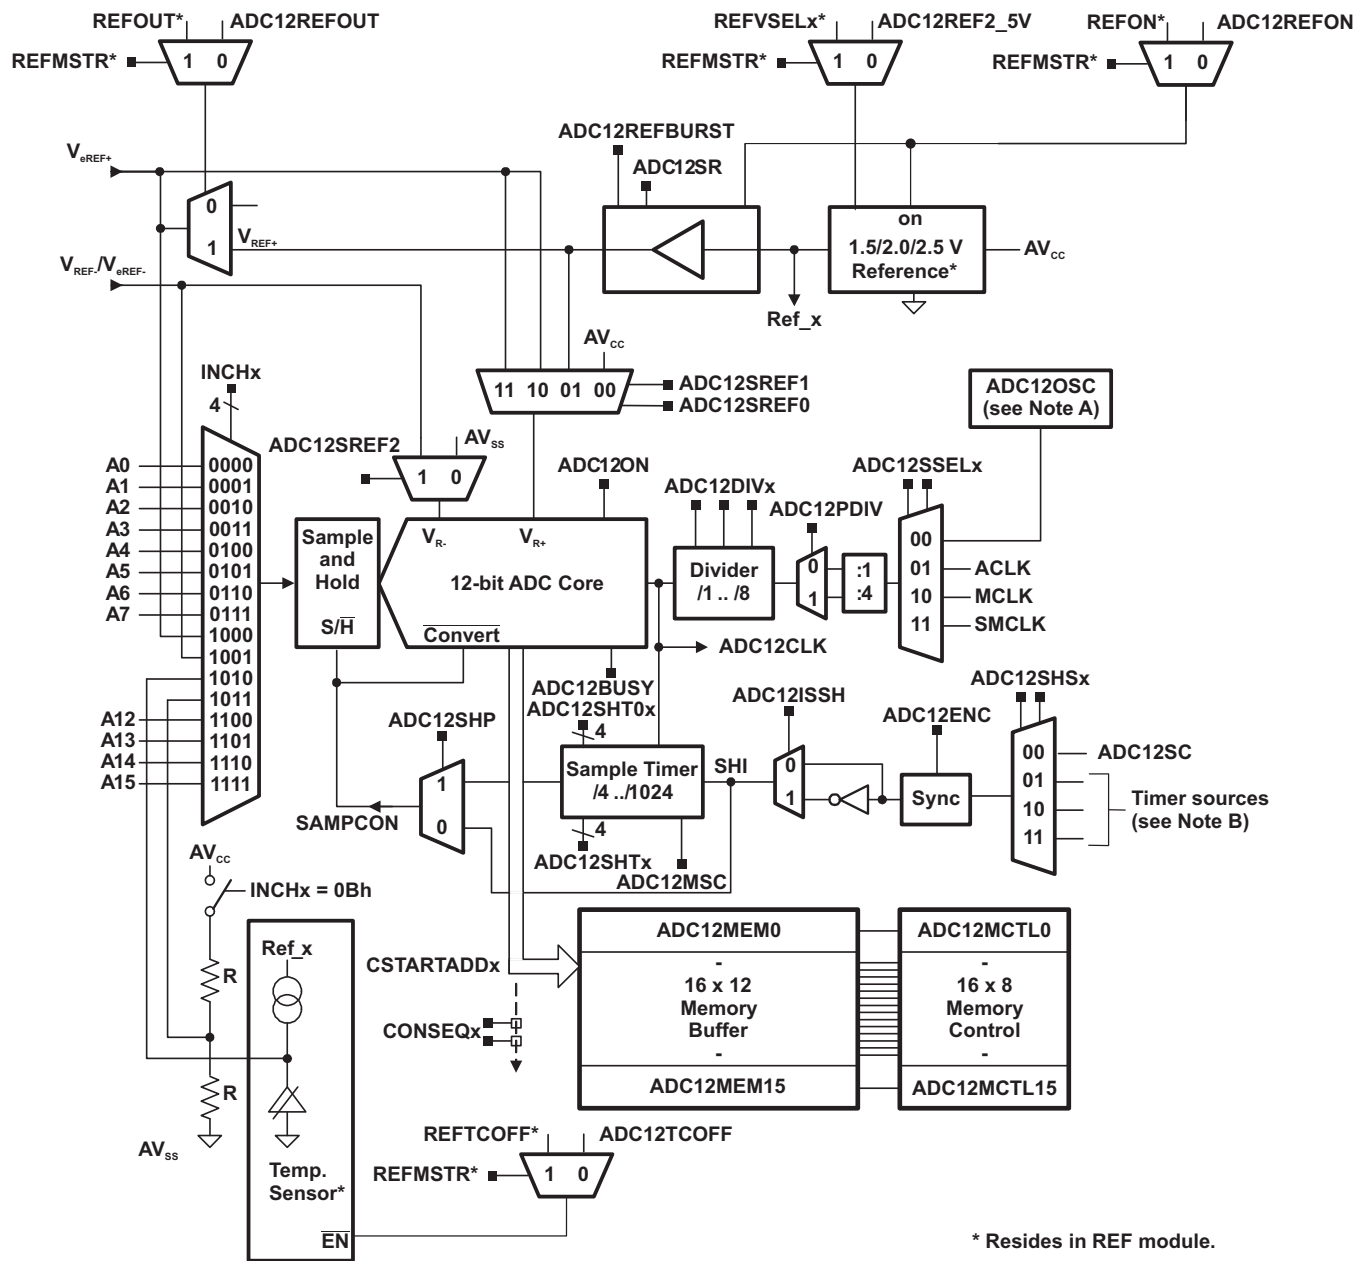 REFOUT* ADC12REFOUT
REFMSTR* 1 0
REFVSELx* ADC12REF2_5V
REFMSTR* 1 0
REFON* ADC12REFON
REFMSTR* 1 0
ADC12REFBURST
ADC12SR
VeREF+
0
1
VREF+
VREF-/VeREF-
on
1.5/2.0/2.5 V
Reference*
AVCC
Ref_x
AVCC
11 10 01 00
ADC12SREF1
ADC12SREF0
INCHx
4
ADC12SREF2
AVSS
1 0
ADC12ON
ADC12DIVx
ADC12PDIV
ADC12SSELx
ADC12OSC
(see Note A)
A0 0000
A1 0001
A2 0010
A3 0011
A4 0100
A5 0101
A6 0110
A7 0111
1000
1001
1010
1011
A12 1100
A13 1101
A14 1110
A15 1111
Sample
and
Hold
S/H
VR-
VR+
12-bit ADC Core
Convert
Divider
/1 .. /8
0
1
:1
:4
00
01 ACLK
10 MCLK
11 SMCLK
ADC12CLK
ADC12BUSY
ADC12SHT0x
4
ADC12SHP
1
0
SAMPCON
Sample Timer
/4 ../1024
SHI
4
ADC12SHTx
ADC12MSC
ADC12ISSH
0
1
ADC12ENC
Sync
ADC12SHSx
00 ADC12SC
01
10
11
Timer sources
(see Note B)
AVCC
INCHx = 0Bh
R
R
AVSS
Ref_x
Temp.
Sensor*
EN
CSTARTADDx
CONSEQx
ADC12MEM0
-
16 x 12
Memory
Buffer
-
ADC12MEM15
ADC12MCTL0
-
16 x 8
Memory
Control
-
ADC12MCTL15
REFTCOFF* ADC12TCOFF
REFMSTR* 1 0
* Resides in REF module.